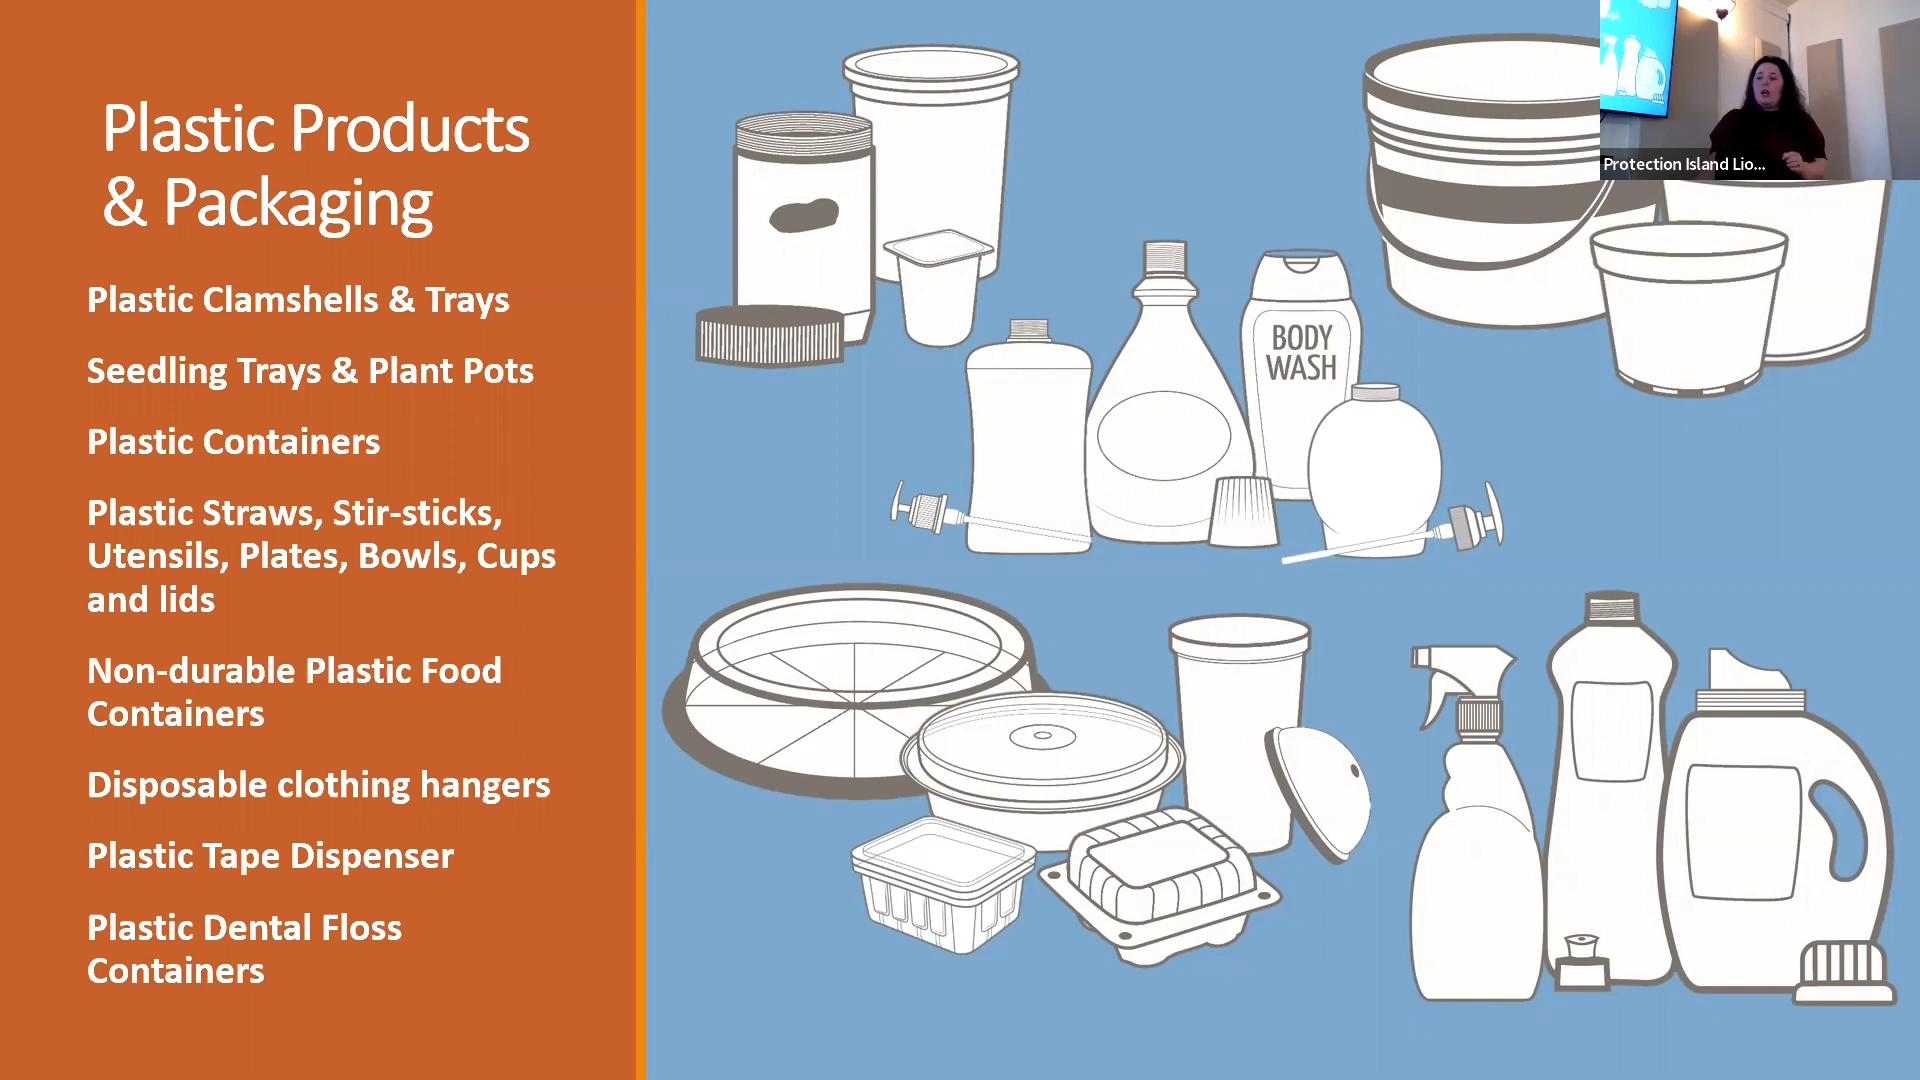 Plastic Products
& Packaging
Plastic Clamshells & Trays
Seedling Trays & Plant Pots
Plastic Containers
Plastic Straws, Stir-sticks,
Utensils, Plates, Bowls, Cups
and lids
Non-durable Plastic Food
Containers
Disposable clothing hangers
Plastic Tape Dispenser
Plastic Dental Floss
Containers
BODY
WASH
Protection Island Lio...